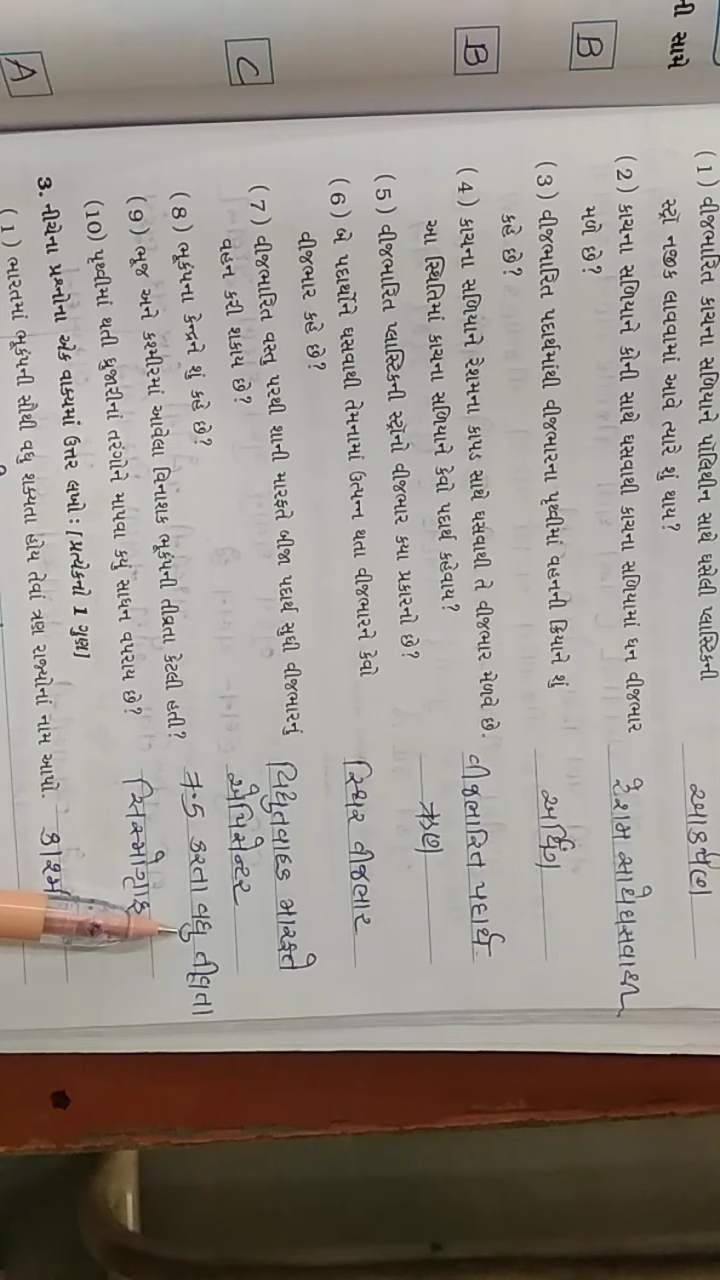 ની સામે
B
B
C
A
(1) વીજભારિત કાચના સળિયાને પૉલિથીન સાથે ઘસેલી પ્લાસ્ટિકની
સ્ટ્રૉ નજીક લાવવામાં આવે ત્યારે શું થાય? આકર્ષણ
(2) કાચના સળિયાને કોની સાથે ઘસવાથી કાચના સળિયામાં ધન વીજભાર
મળે છે? રેશમ સાથે ઘસવાથી
(3) વીજભારિત પદાર્થમાંથી વીજભારના પૃથ્વીમાં વહનની ક્રિયાને શું
કહે છે? અર્થિંગ
(4) કાચના સળિયાને રેશમના કાપડ સાથે ઘસવાથી તે વીજભાર મેળવે છે.
આ સ્થિતિમાં કાચના સળિયાને કેવો પદાર્થ કહેવાય? વીજભારિત પદાર્થ
(5) વીજભારિત પ્લાસ્ટિકની સ્ટ્રૉનો વીજભાર કયા પ્રકારનો છે? ઋણ
(6) બે પદાર્થોને ઘસવાથી તેમનામાં ઉત્પન્ન થતા વીજભારને કેવો
વીજભાર કહે છે? સ્થિર વીજભાર
(7) વીજભારિત વસ્તુ પરથી શાની મારફતે બીજા પદાર્થ સુધી વીજભારનું
વહન કરી શકાય છે? વિદ્યુતવાહક મારફતે
(8) ભૂકંપના કેન્દ્રને શું કહે છે? એપિસેન્ટર
(9) ભૂજ અને કશ્મીરમાં આવેલા વિનાશક ભૂકંપની તીવ્રતા કેટલી હતી? 7.5 કરતા વધુ તીવ્રતા
(10) પૃથ્વીમાં થતી ધ્રુજારીનાં તરંગોને માપવા કયું સાધન વપરાય છે? સિસ્મોગ્રાફ
3. નીચેના પ્રશ્નોના એક વાક્યમાં ઉત્તર લખો : [પ્રત્યેકનો 1 ગુણ]
(1) ભારતમાં ભૂકંપની સૌથી વધુ શક્યતા હોય તેવાં ત્રણ રાજ્યોનાં નામ આપો.